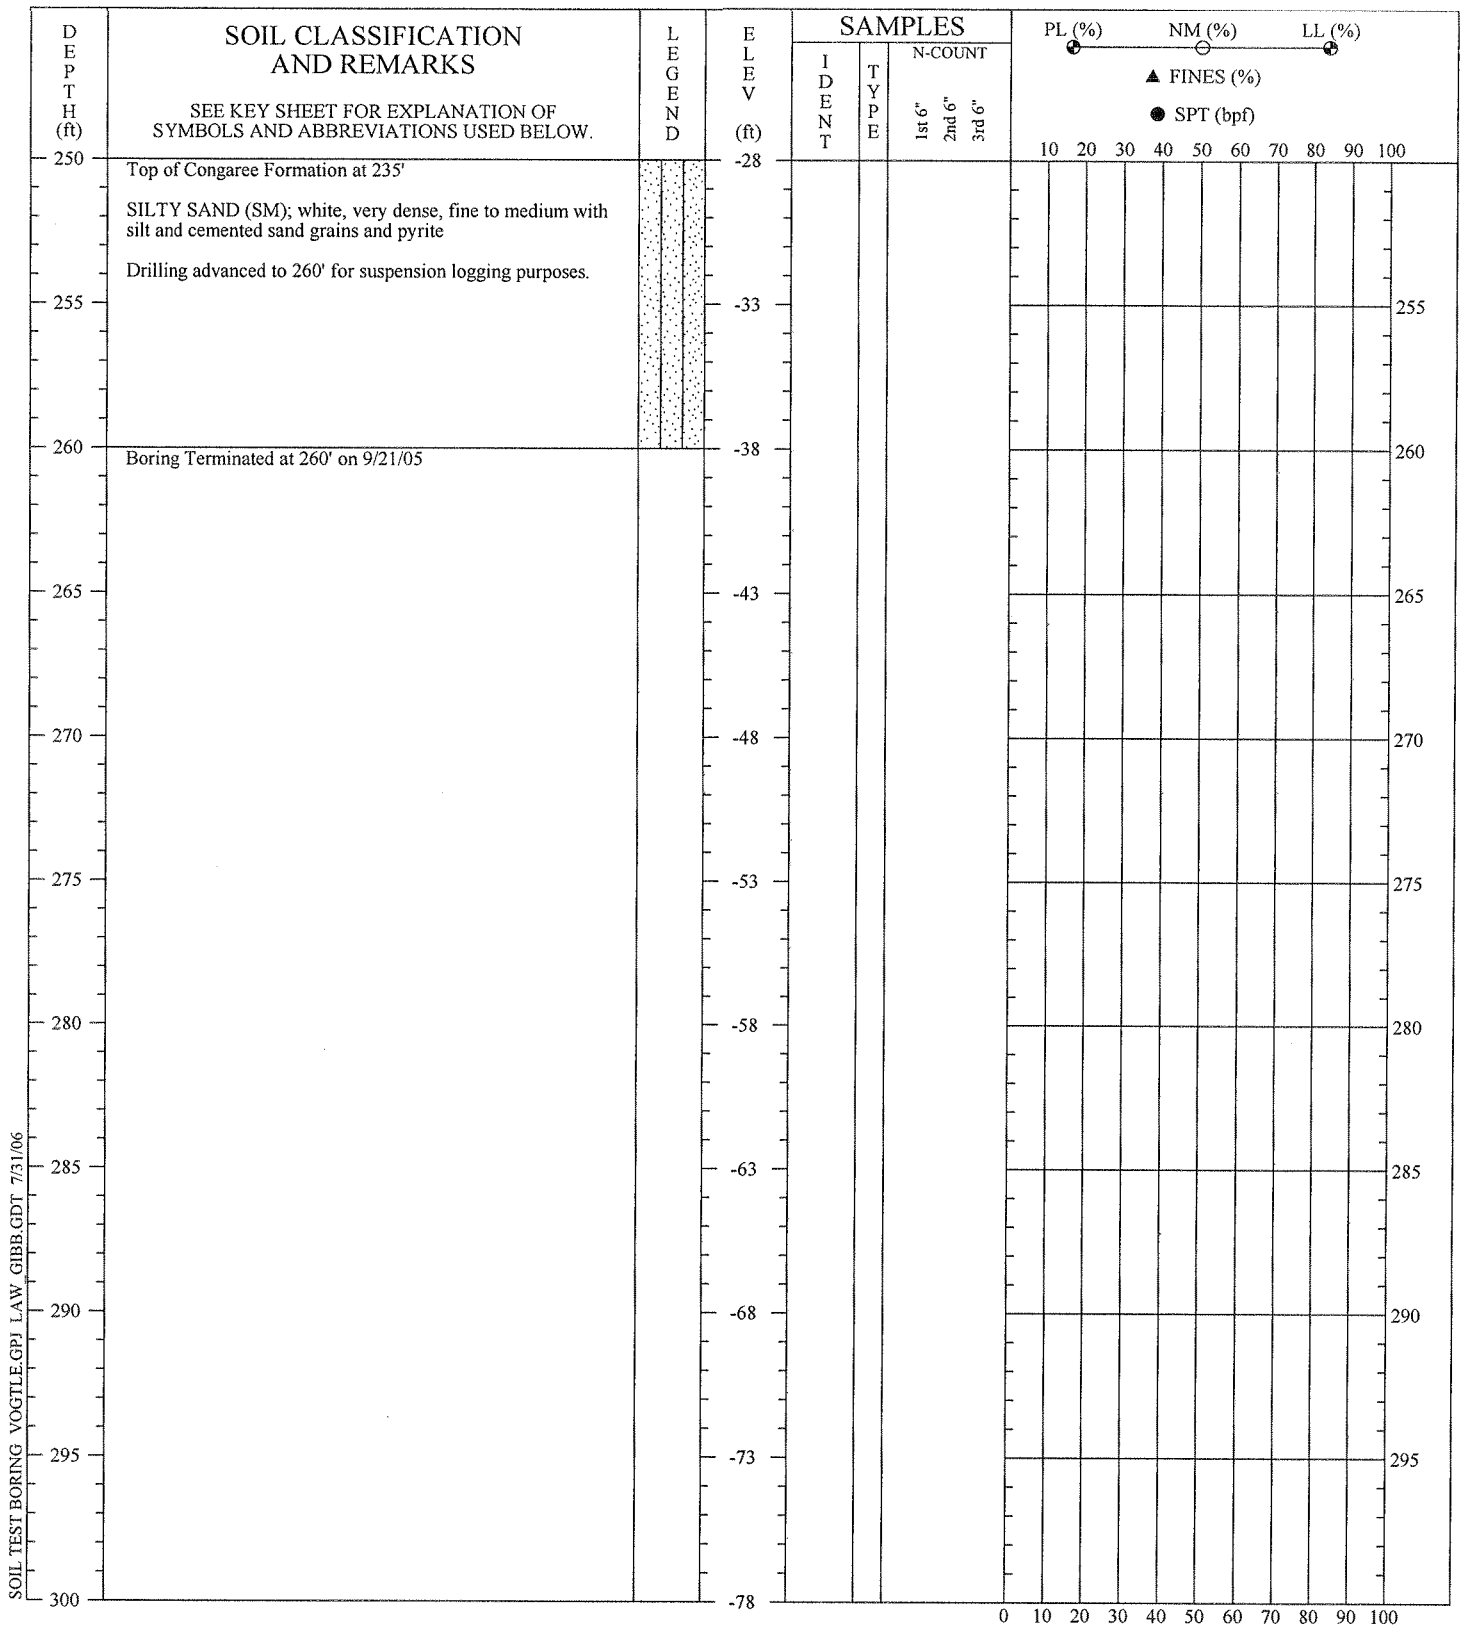 DEPTH (ft)
SOIL CLASSIFICATION
AND REMARKS
SEE KEY SHEET FOR EXPLANATION OF
SYMBOLS AND ABBREVIATIONS USED BELOW.
LEGEND
ELEV (ft)
SAMPLES
IDENT
TYPE
N-COUNT
1st 6"
2nd 6"
3rd 6"
PL (%) NM (%) LL (%)
▲ FINES (%)
● SPT (bpf)
10 20 30 40 50 60 70 80 90 100
250 -28
Top of Congaree Formation at 235'
SILTY SAND (SM); white, very dense, fine to medium with
silt and cemented sand grains and pyrite
Drilling advanced to 260' for suspension logging purposes.
255 -33 255
260 -38 260
Boring Terminated at 260' on 9/21/05
265 -43 265
270 -48 270
275 -53 275
280 -58 280
285 -63 285
290 -68 290
295 -73 295
300 -78
0 10 20 30 40 50 60 70 80 90 100
SOIL TEST BORING VOGTLE.GPJ LAW_GIBB.GDT 7/31/06